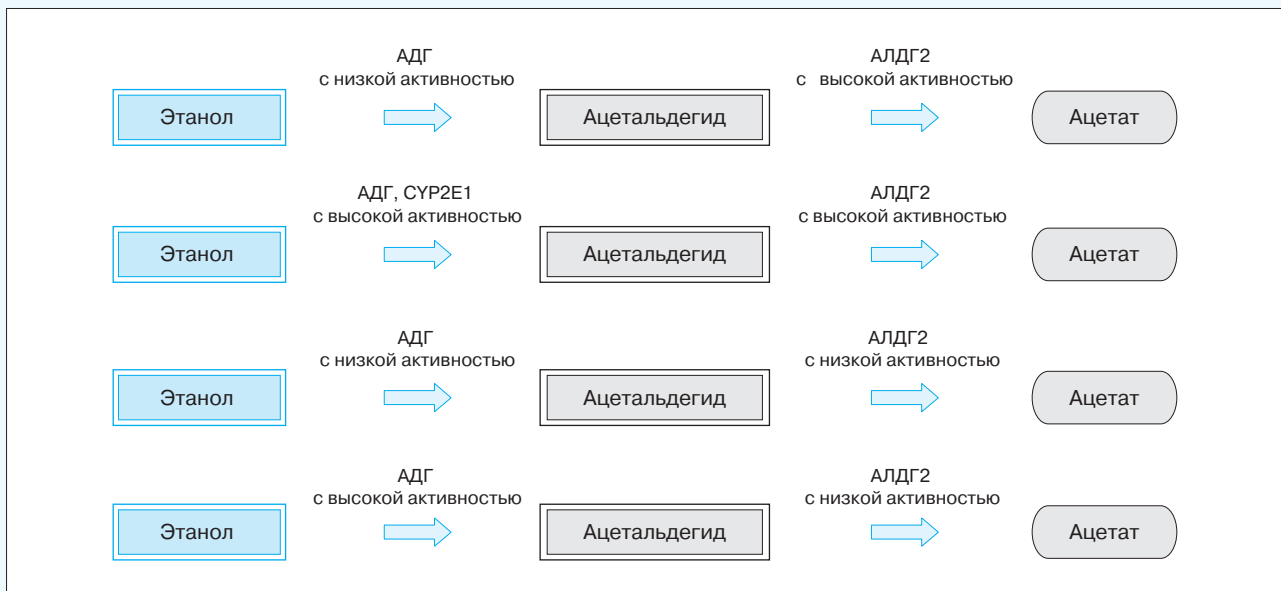 АДГ
с низкой активностью
АЛДГ2
с высокой активностью
Этанол
Ацетальдегид
Ацетат
АДГ, CYP2E1
с высокой активностью
АЛДГ2
с высокой активностью
Этанол
Ацетальдегид
Ацетат
АДГ
с низкой активностью
АЛДГ2
с низкой активностью
Этанол
Ацетальдегид
Ацетат
АДГ
с высокой активностью
АЛДГ2
с низкой активностью
Этанол
Ацетальдегид
Ацетат